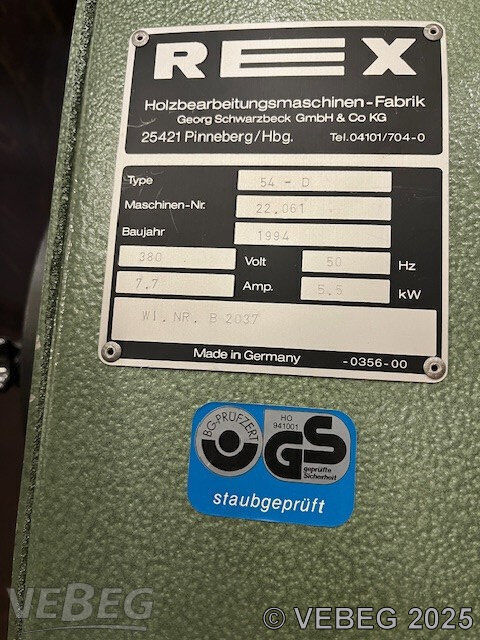 REX
Holzbearbeitungsmaschinen-Fabrik
Georg Schwarzbeck GmbH & Co KG
25421 Pinneberg/Hbg. Tel.04101/704-0
Type 54 - D
Maschinen-Nr. 22.061
Baujahr 1994
380 Volt 50 Hz
7.7 Amp. 5.5 kW
WI.NR. B 2037
Made in Germany -0356-00
BG-PRÜFZERT
HO
941001
GS
geprüfte
Sicherheit
staubgeprüft
VEBEG
© VEBEG 2025